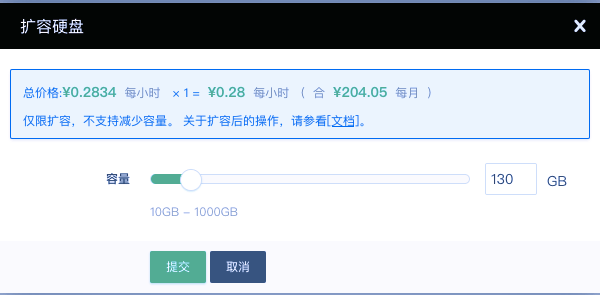 扩容硬盘
总价格:¥0.2834 每小时 × 1 = ¥0.28 每小时 ( 合 ¥204.05 每月 )
仅限扩容，不支持减少容量。 关于扩容后的操作，请参看[文档]。
容量 130 GB
10GB – 1000GB
提交 取消